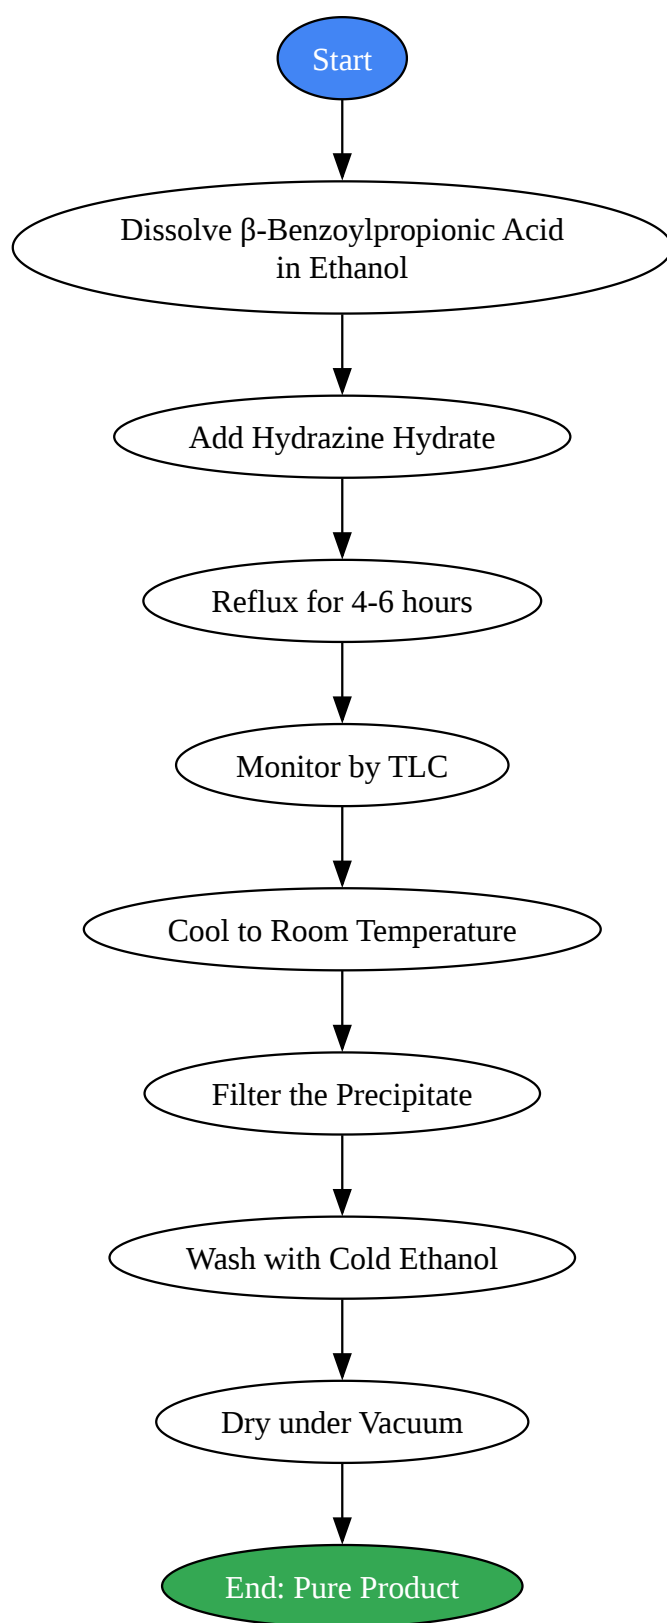 Start
Dissolve β-Benzoylpropionic Acid
in Ethanol
Add Hydrazine Hydrate
Reflux for 4-6 hours
Monitor by TLC
Cool to Room Temperature
Filter the Precipitate
Wash with Cold Ethanol
Dry under Vacuum
End: Pure Product